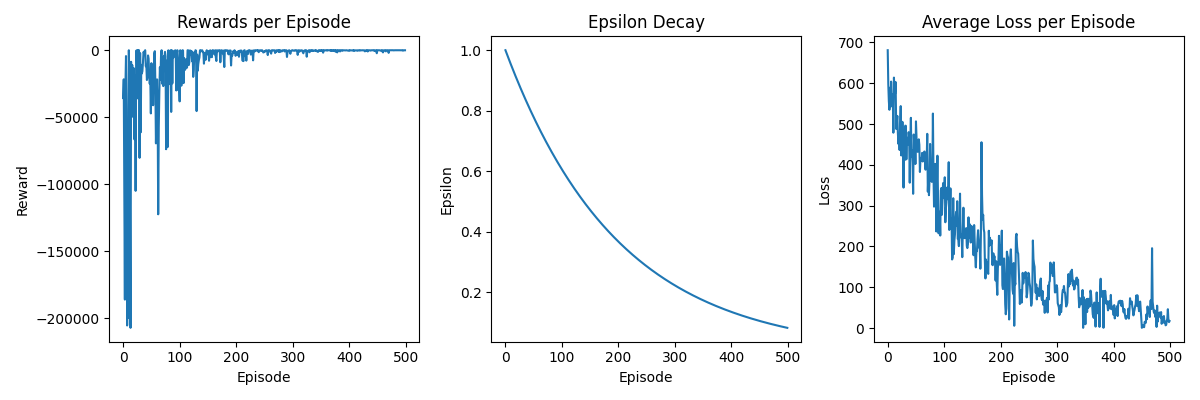 Rewards per Episode
Reward
0
−50000
−100000
−150000
−200000
0 100 200 300 400 500
Episode
Epsilon Decay
Epsilon
1.0
0.8
0.6
0.4
0.2
0 100 200 300 400 500
Episode
Average Loss per Episode
Loss
700
600
500
400
300
200
100
0
0 100 200 300 400 500
Episode